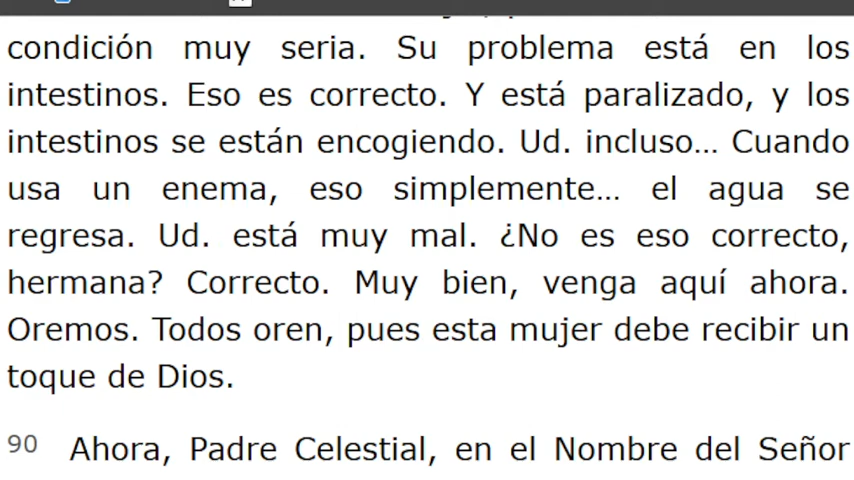 condición muy seria. Su problema está en los
intestinos. Eso es correcto. Y está paralizado, y los
intestinos se están encogiendo. Ud. incluso… Cuando
usa un enema, eso simplemente… el agua se
regresa. Ud. está muy mal. ¿No es eso correcto,
hermana? Correcto. Muy bien, venga aquí ahora.
Oremos. Todos oren, pues esta mujer debe recibir un
toque de Dios.
90 Ahora, Padre Celestial, en el Nombre del Señor